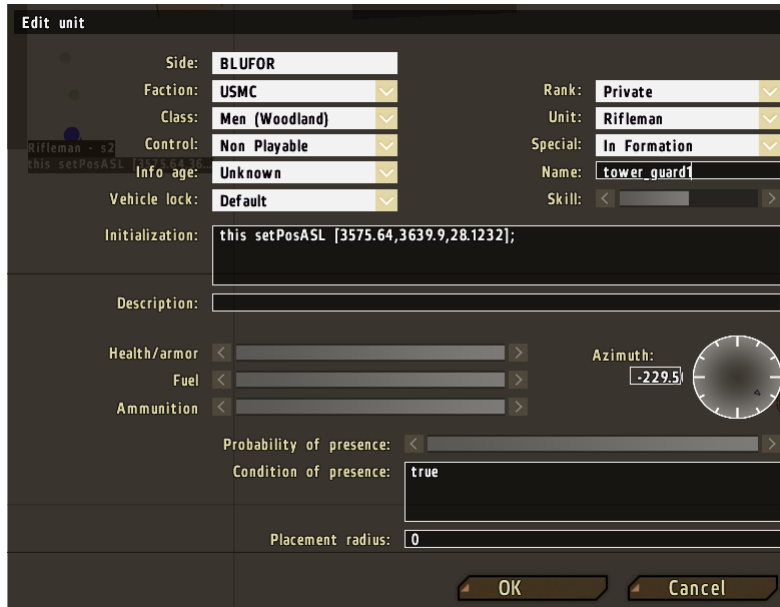 Edit unit
Side: BLUFOR
Faction: USMC
Rank: Private
Class: Men (Woodland)
Unit: Rifleman
Control: Non Playable
Special: In Formation
Rifleman - s2
this setPosASL [3575.64,36...
Info age: Unknown
Name: tower_guard1
Vehicle lock: Default
Skill:
Initialization: this setPosASL [3575.64,3639.9,28.1232];
Description:
Health/armor
Azimuth:
-229.5
Fuel
Ammunition
Probability of presence:
Condition of presence: true
Placement radius: 0
OK Cancel